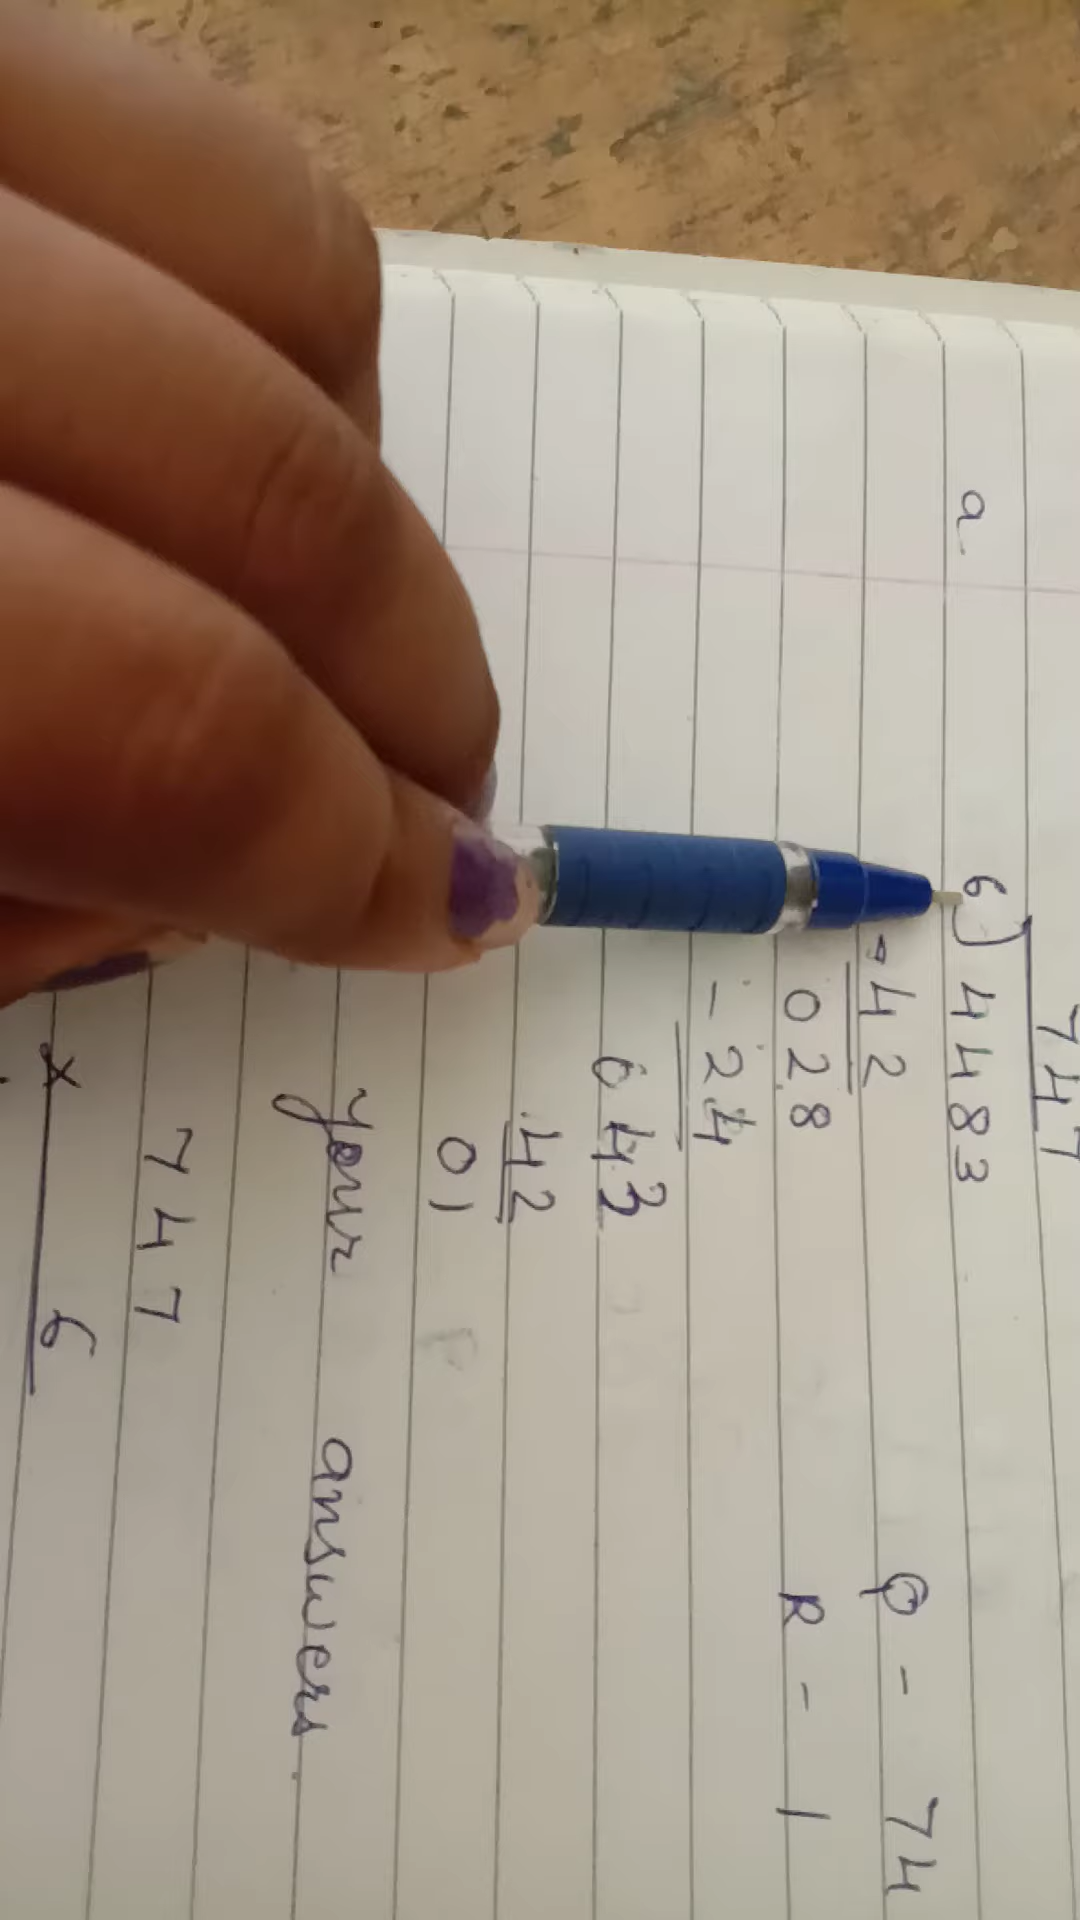 747
a. 6)4483
-42 Q - 74
028 R - 1
-24
043
42
01
your answers.
747
x 6